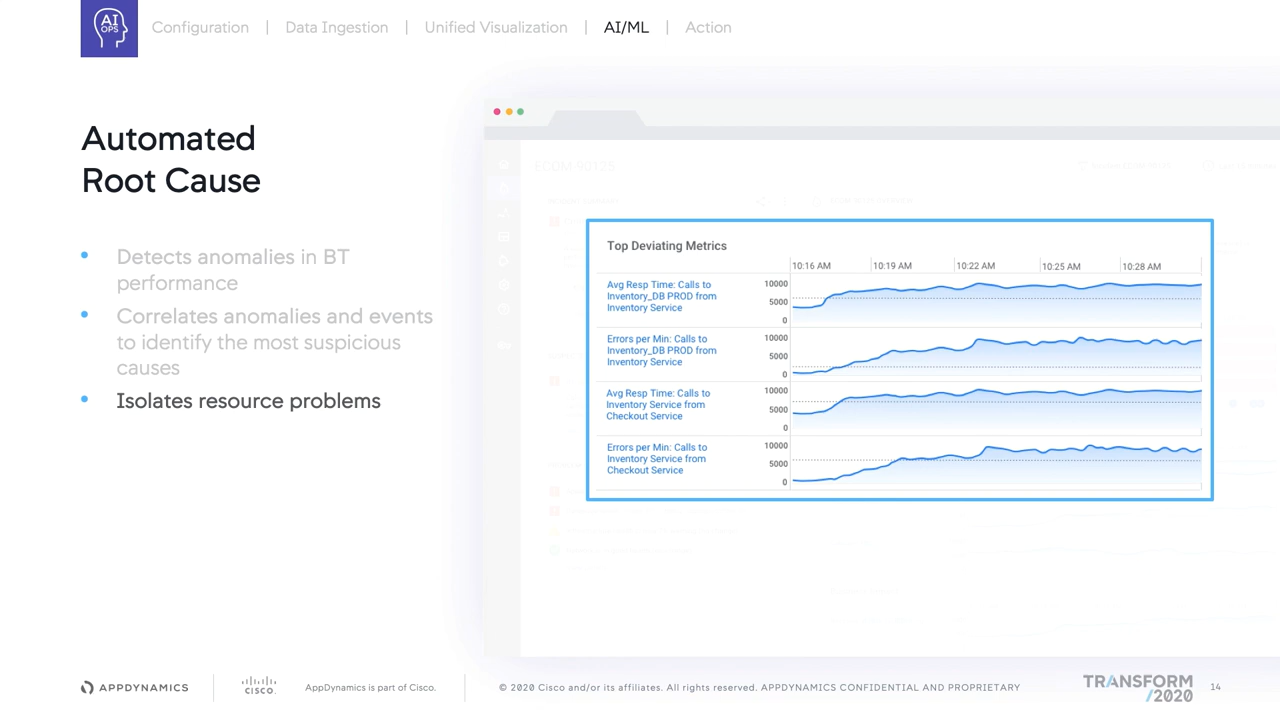 AI
OPS
Configuration | Data Ingestion | Unified Visualization | AI/ML | Action
Automated
Root Cause
• Detects anomalies in BT
performance
• Correlates anomalies and events
to identify the most suspicious
causes
• Isolates resource problems
Top Deviating Metrics
10:16 AM 10:19 AM 10:22 AM 10:25 AM 10:28 AM
Avg Resp Time: Calls to
Inventory_DB PROD from
Inventory Service
10000
5000
0
Errors per Min: Calls to
Inventory_DB PROD from
Inventory Service
10000
5000
0
Avg Resp Time: Calls to
Inventory Service from
Checkout Service
10000
5000
0
Errors per Min: Calls to
Inventory Service from
Checkout Service
10000
5000
0
APPDYNAMICS
CISCO
AppDynamics is part of Cisco.
© 2020 Cisco and/or its affiliates. All rights reserved. APPDYNAMICS CONFIDENTIAL AND PROPRIETARY
TRANSFORM
/2020
14